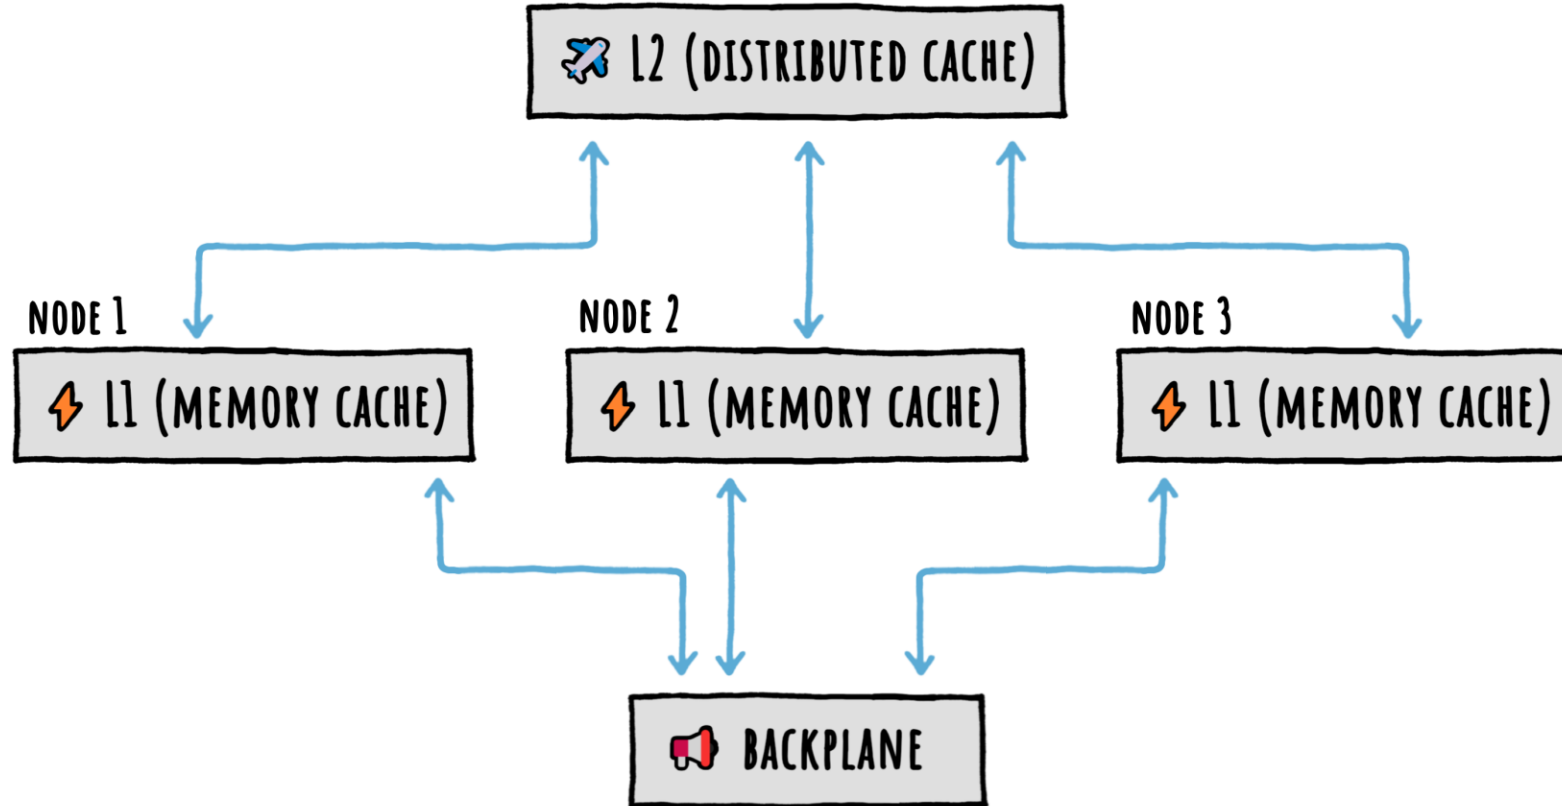 L2 (DISTRIBUTED CACHE)
NODE 1
NODE 2
NODE 3
L1 (MEMORY CACHE)
L1 (MEMORY CACHE)
L1 (MEMORY CACHE)
BACKPLANE